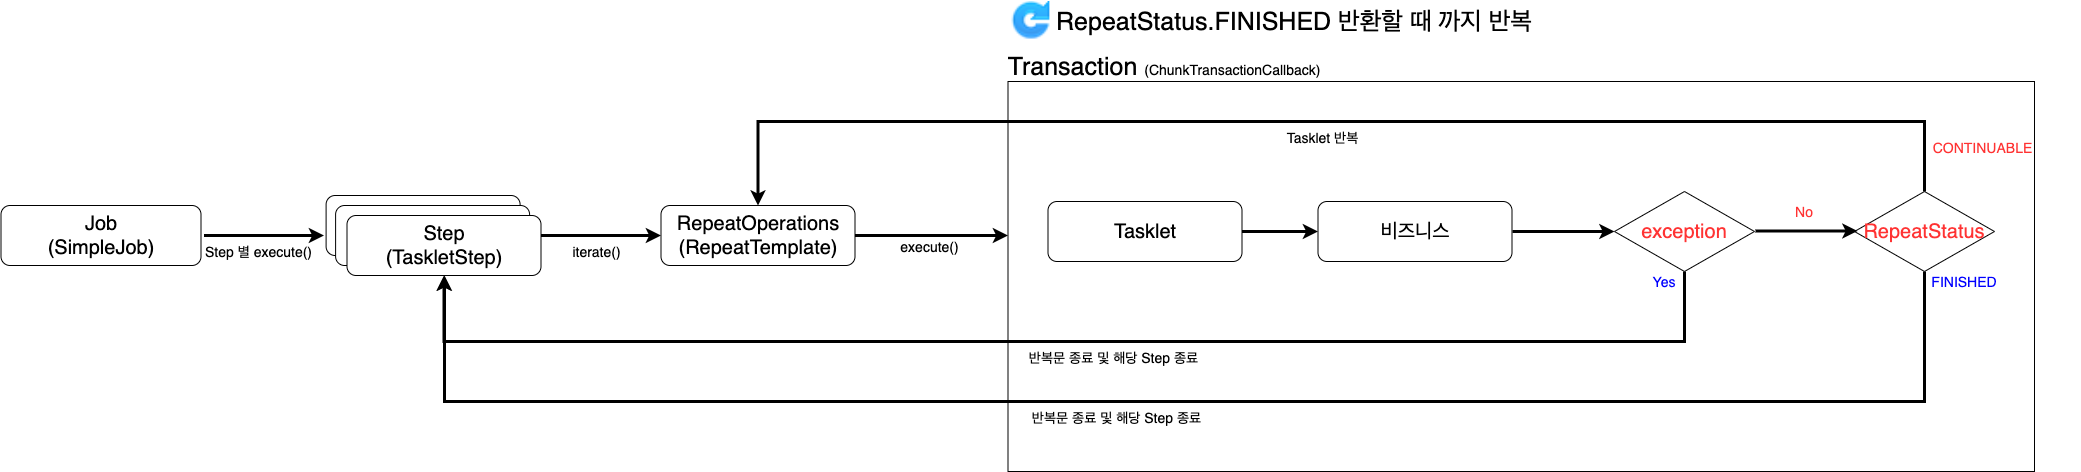 RepeatStatus.FINISHED 반환할 때 까지 반복
Transaction (ChunkTransactionCallback)
Tasklet 반복
CONTINUABLE
Job
(SimpleJob)
Step 별 execute()
Step
(TaskletStep)
iterate()
RepeatOperations
(RepeatTemplate)
execute()
Tasklet
비즈니스
exception
No
RepeatStatus
Yes
FINISHED
반복문 종료 및 해당 Step 종료
반복문 종료 및 해당 Step 종료